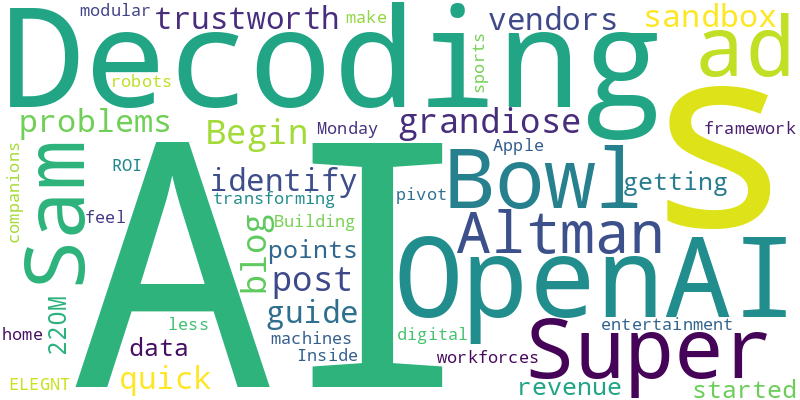 modular
trustworth
make
vendors
sandbox
Decoding
ad
robots
sports
problems
Begin
Monday
grandiose
S
framework
companions
Sam
ROI
AI
identify
Apple
Bowl
getting
transforming
pivot
feel
blog
Building
Altman
points
post
OpenAI
220M
guide
less
home
data
machines
Inside
digital
workforces
Super
entertainment
ELEGNT
quick
revenue
started